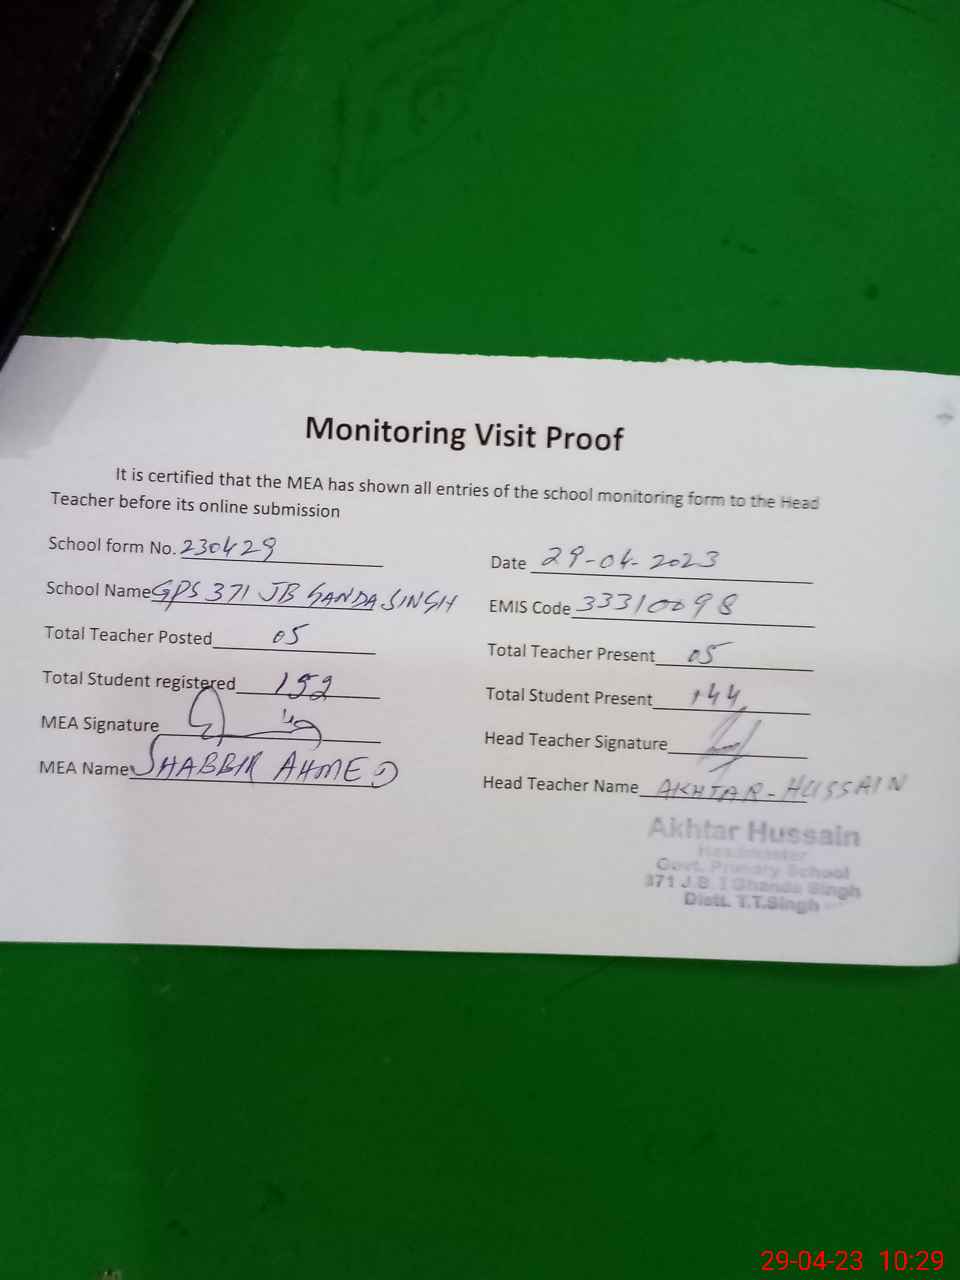 Monitoring Visit Proof
It is certified that the MEA has shown all entries of the school monitoring form to the Head
Teacher before its online submission
School form No. 230429
Date 29-04-2023
School Name GPS 371 JB GANDA SINGH
EMIS Code 33310098
Total Teacher Posted 05
Total Teacher Present 05
Total Student registered 152
Total Student Present 144
MEA Signature
Head Teacher Signature
MEA Name SHABBIR AHMED
Head Teacher Name AKHTAR-HUSSAIN
Akhtar Hussain
Headmaster
Govt. Primary School
371 J.B. Singh
Distt. T.T.Singh
29-04-23 10:29